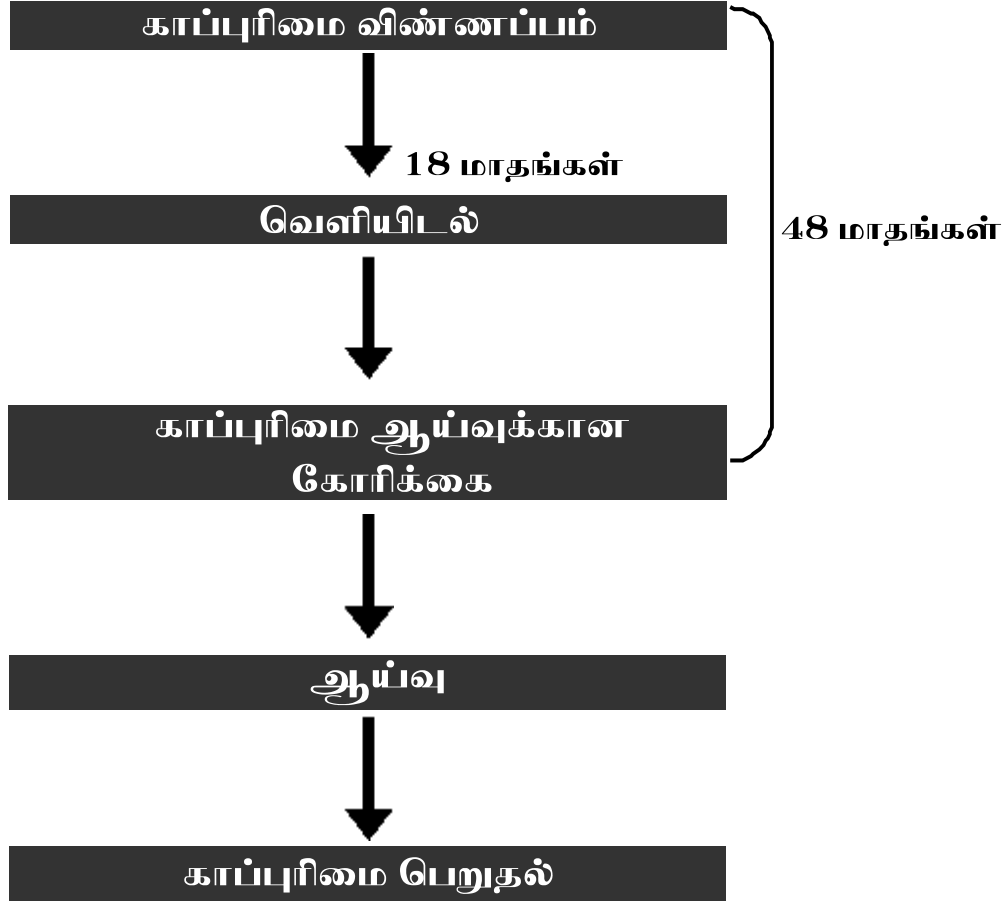 காப்புரிமை விண்ணப்பம்
18 மாதங்கள்
வெளியிடல்
48 மாதங்கள்
காப்புரிமை ஆய்வுக்கான
கோரிக்கை
ஆய்வு
காப்புரிமை பெறுதல்